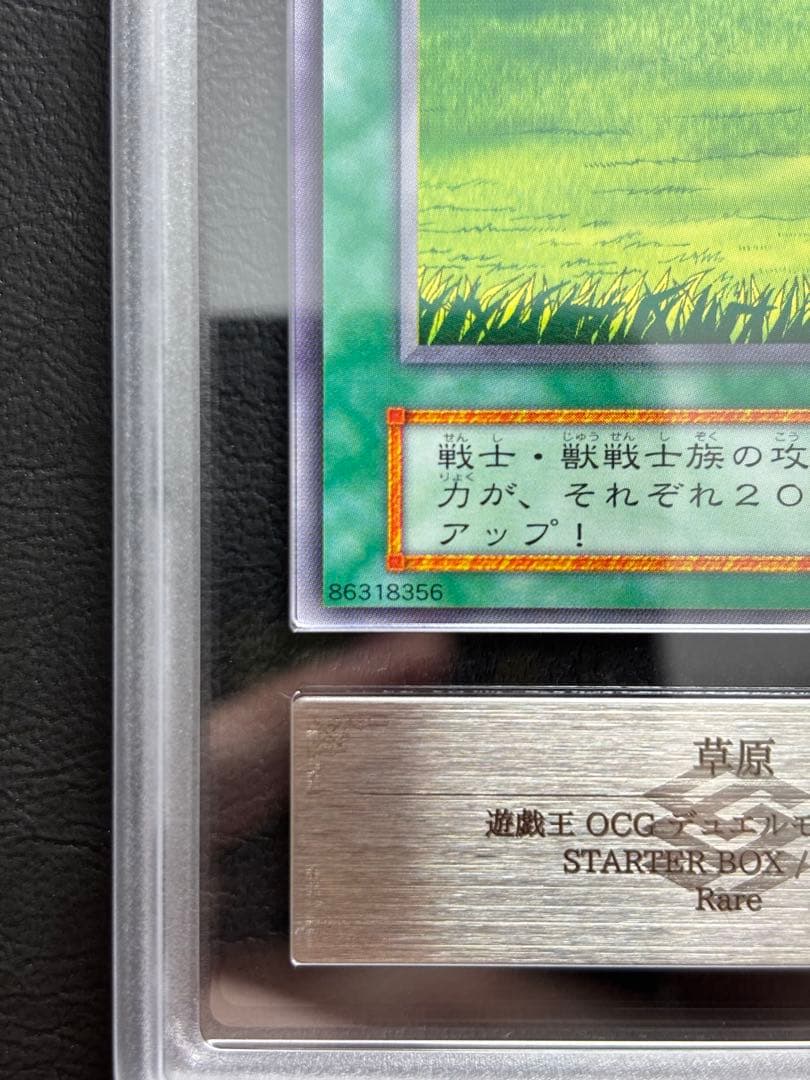 せん し じゅう せん し ぞく こう
戦士・獣戦士族の攻
りょく
力が、それぞれ２０
アップ！
86318356
草原
遊戯王 OCG デュエルモ
STARTER BOX /
Rare